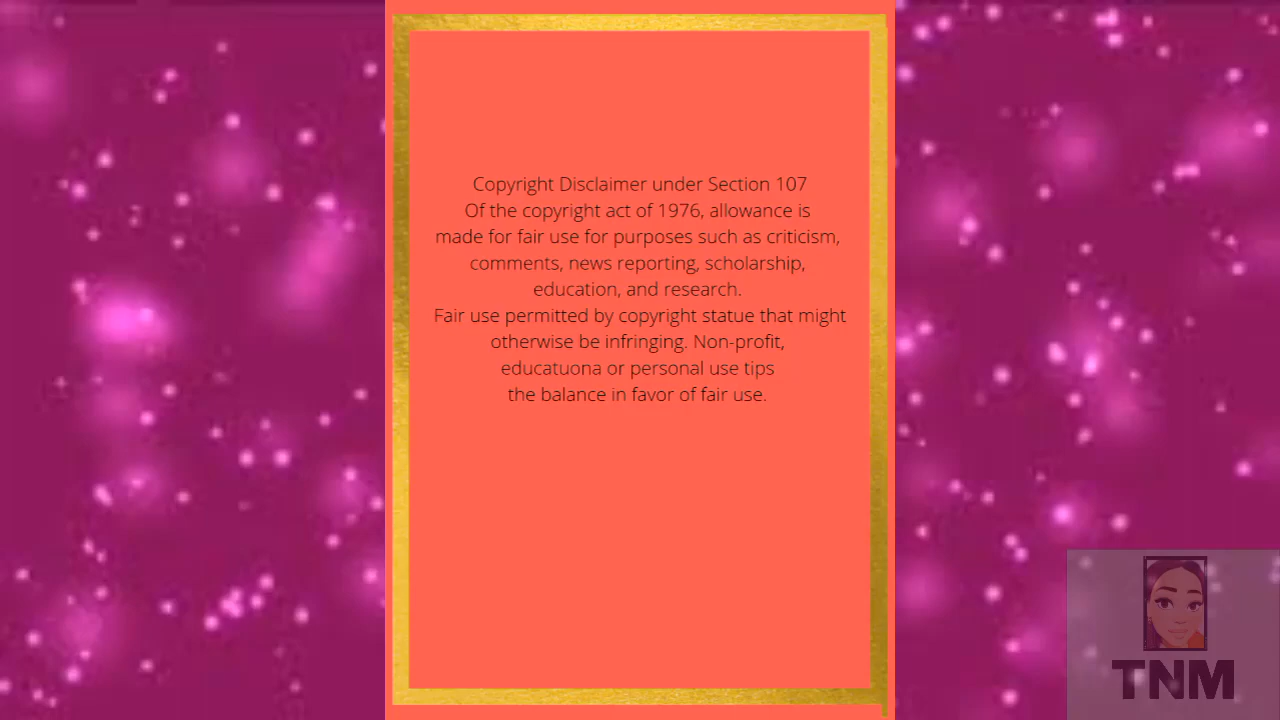 Copyright Disclaimer under Section 107
Of the copyright act of 1976, allowance is
made for fair use for purposes such as criticism,
comments, news reporting, scholarship,
education, and research.
Fair use permitted by copyright statue that might
otherwise be infringing. Non-profit,
educatuona or personal use tips
the balance in favor of fair use.
TNM